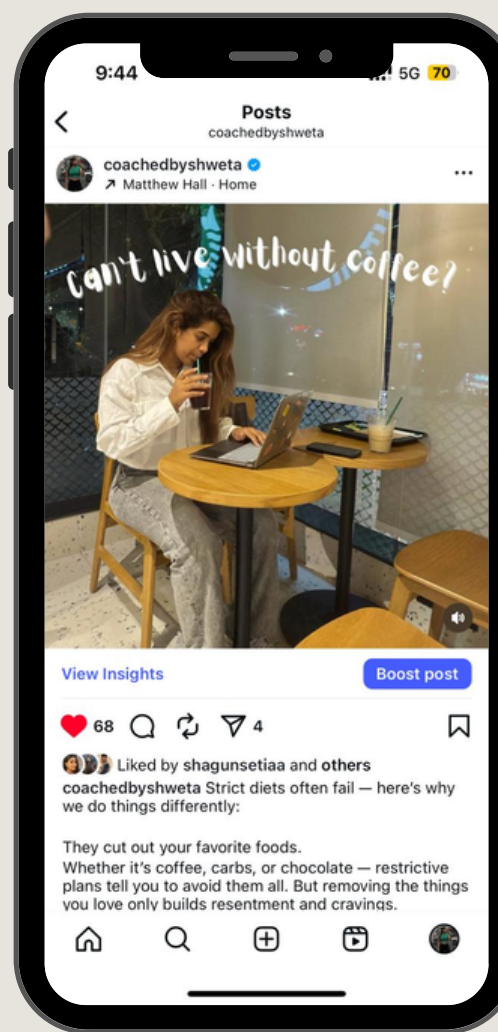 9:44
5G 70
Posts
coachedbyshweta
coachedbyshweta
Matthew Hall · Home
can't live without coffee?
View Insights
Boost post
68
4
Liked by shagunsetiaa and others
coachedbyshweta Strict diets often fail — here's why
we do things differently:
They cut out your favorite foods.
Whether it's coffee, carbs, or chocolate — restrictive
plans tell you to avoid them all. But removing the things
you love only builds resentment and cravings.